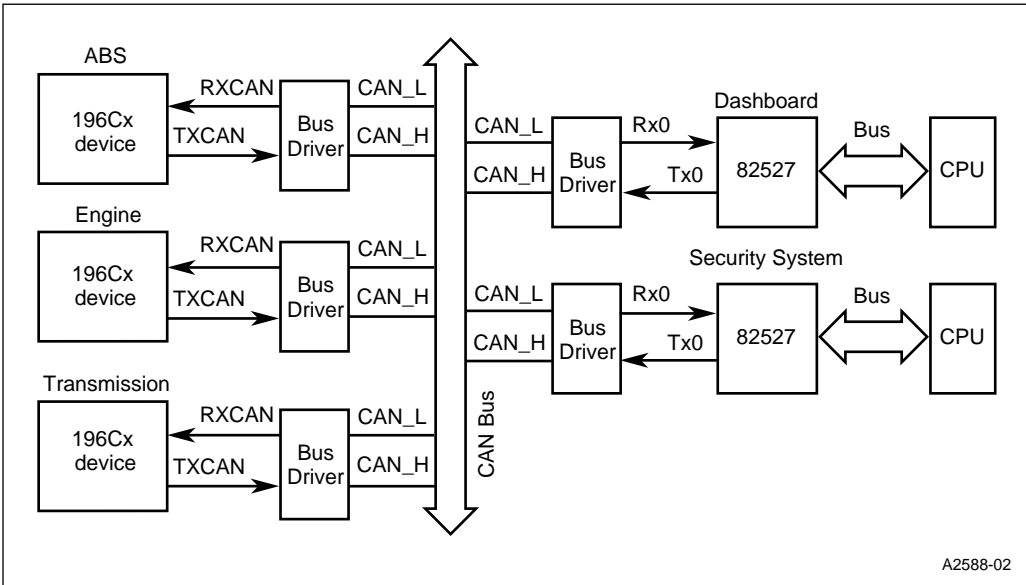 ABS
196Cx
device
RXCAN
TXCAN
Bus
Driver
CAN_L
CAN_H
Engine
196Cx
device
RXCAN
TXCAN
Bus
Driver
CAN_L
CAN_H
Transmission
196Cx
device
RXCAN
TXCAN
Bus
Driver
CAN_L
CAN_H
CAN Bus
CAN_L
CAN_H
Bus
Driver
Rx0
Tx0
Dashboard
82527
Bus
CPU
CAN_L
CAN_H
Bus
Driver
Rx0
Tx0
Security System
82527
Bus
CPU
A2588-02